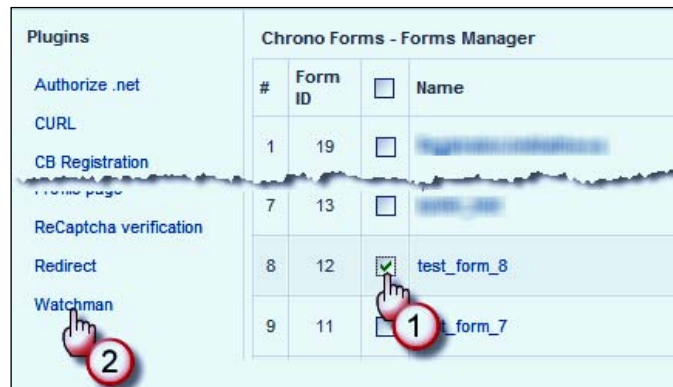 Plugins
Authorize .net
CURL
CB Registration
ReCaptcha verification
Redirect
Watchman
2
Chrono Forms - Forms Manager
# Form ID Name
1 19
7 13
8 12 test_form_8
9 11 _form_7
1